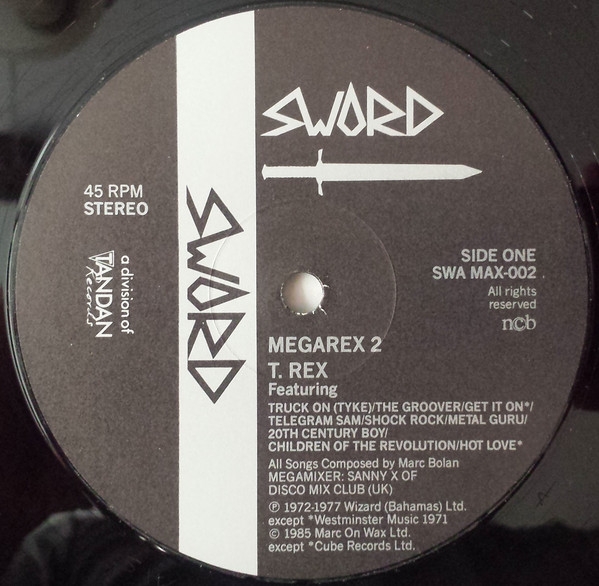 SWORD
45 RPM
STEREO
a division of
TANDAN
Records
SWORD
SIDE ONE
SWA MAX-002
All rights
reserved
ncb
MEGAREX 2
T. REX
Featuring
TRUCK ON (TYKE)/THE GROOVER/GET IT ON*/
TELEGRAM SAM/SHOCK ROCK/METAL GURU/
20TH CENTURY BOY/
CHILDREN OF THE REVOLUTION/HOT LOVE*
All Songs Composed by Marc Bolan
MEGAMIXER: SANNY X OF
DISCO MIX CLUB (UK)
℗ 1972-1977 Wizard (Bahamas) Ltd.
except *Westminster Music 1971
© 1985 Marc On Wax Ltd.
except *Cube Records Ltd.